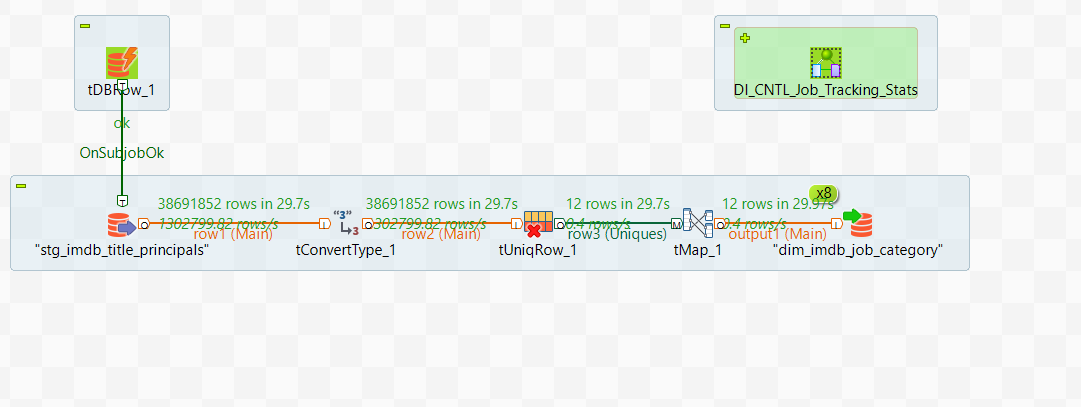 tDBRow_1
DI_CNTL_Job_Tracking_Stats
ok
OnSubjobOk
x8
38691852 rows in 29.7s
38691852 rows in 29.7s
12 rows in 29.7s
12 rows in 29.97s
"3"
3
1302799.82 rows/s
1302799.82 rows/s
0.4 rows/s
0.4 rows/s
row1 (Main)
row2 (Main)
row3 (Uniques)
output1 (Main)
"stg_imdb_title_principals"
tConvertType_1
tUniqRow_1
tMap_1
"dim_imdb_job_category"